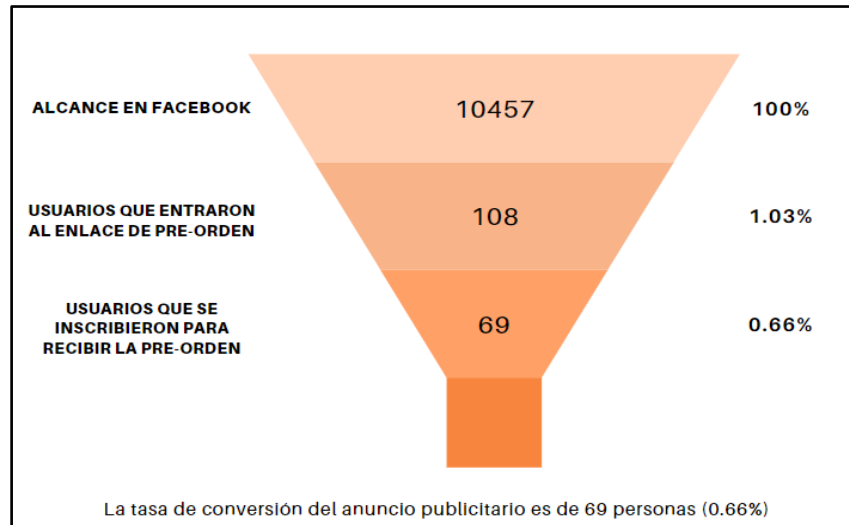 ALCANCE EN FACEBOOK
10457
100%
USUARIOS QUE ENTRARON
AL ENLACE DE PRE-ORDEN
108
1.03%
USUARIOS QUE SE
INSCRIBIERON PARA
RECIBIR LA PRE-ORDEN
69
0.66%
La tasa de conversión del anuncio publicitario es de 69 personas (0.66%)